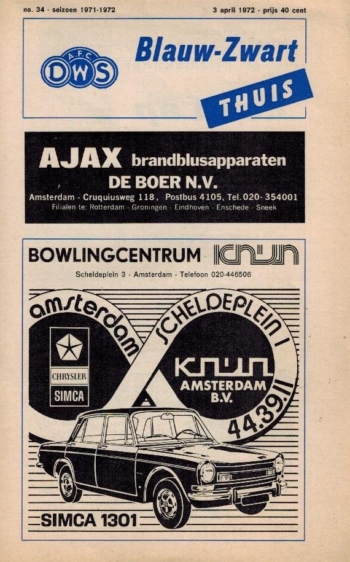 no. 34 - seizoen 1971-1972
3 april 1972 - prijs 40 cent
A.F.C.
DWS
Blauw-Zwart
THUIS
AJAX brandblusapparaten
DE BOER N.V.
Amsterdam - Cruquiusweg 118, Postbus 4105, Tel. 020-354001
Filialen te: Rotterdam - Groningen - Eindhoven - Enschede - Sneek
BOWLINGCENTRUM KNIJN
Scheldeplein 3 - Amsterdam - Telefoon 020-446506
amsterdam
SCHELDEPLEIN 1
CHRYSLER
SIMCA
KNIJN
AMSTERDAM
B.V.
44.39.11
SIMCA 1301